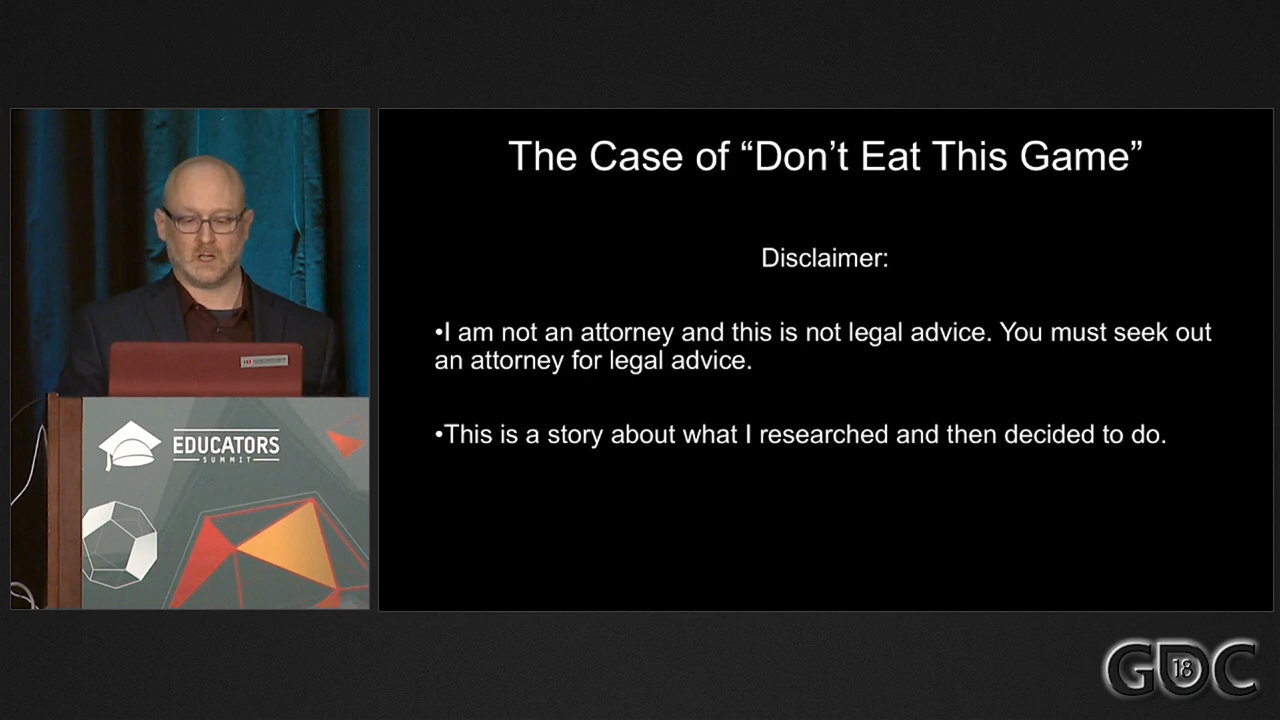 The Case of “Don’t Eat This Game”
Disclaimer:
•I am not an attorney and this is not legal advice. You must seek out
an attorney for legal advice.
•This is a story about what I researched and then decided to do.
EDUCATORS
SUMMIT
GDC
18